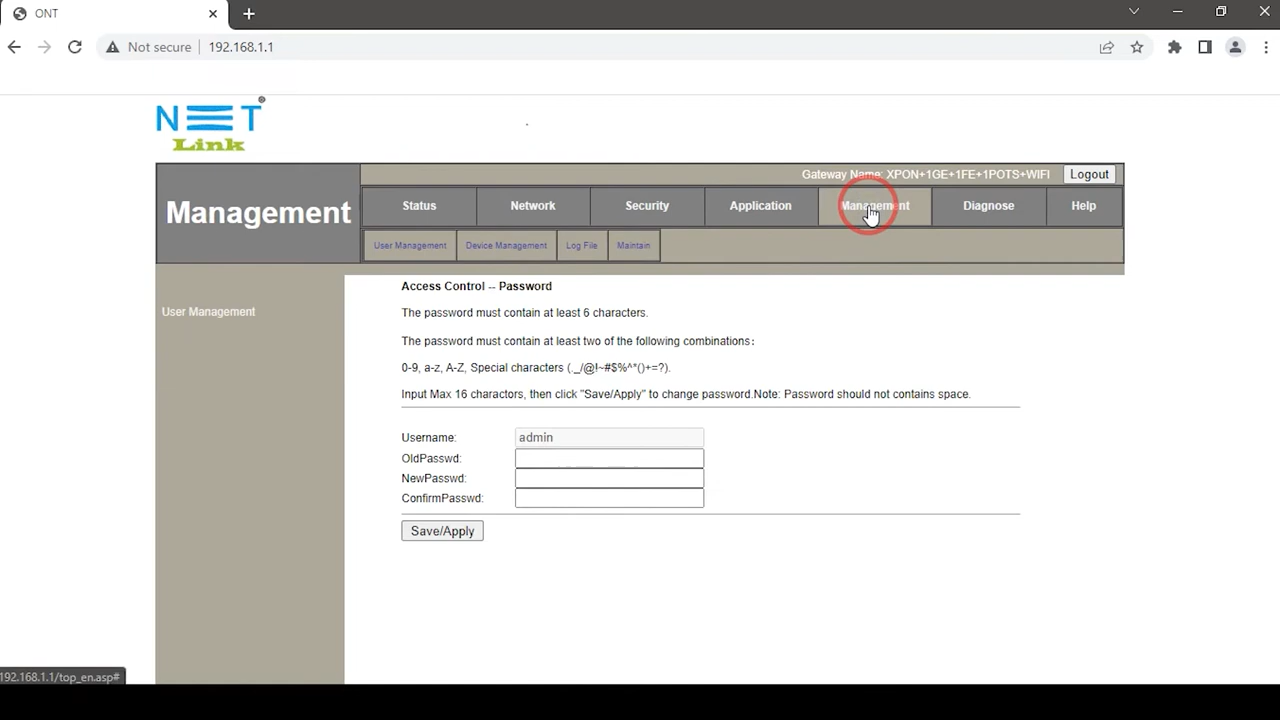 ONT
Not secure 192.168.1.1
NET
Link
Gateway Name: XPON+1GE+1FE+1POTS+WIFI Logout
Management Status Network Security Application Management Diagnose Help
User Management Device Management Log File Maintain
User Management
Access Control -- Password
The password must contain at least 6 characters.
The password must contain at least two of the following combinations:
0-9, a-z, A-Z, Special characters (._/@!~#$%^*()+=?).
Input Max 16 charactors, then click "Save/Apply" to change password.Note: Password should not contains space.
Username: admin
OldPasswd:
NewPasswd:
ConfirmPasswd:
Save/Apply
192.168.1.1/top_en.asp#